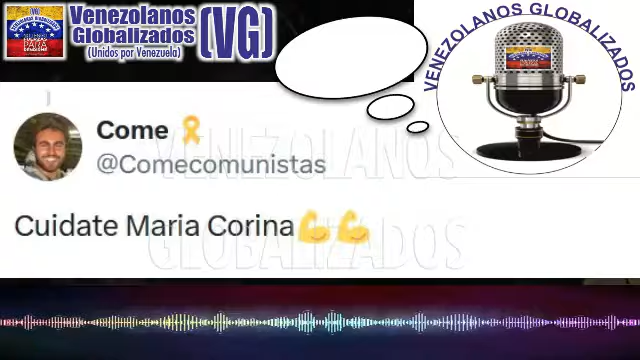 Venezolanos
Globalizados
(Unidos por Venezuela)
(VG)
VENEZOLANOS GLOBALIZADOS
Come
@Comecomunistas
Cuidate Maria Corina
VENEZOLANOS
GLOBALIZADOS